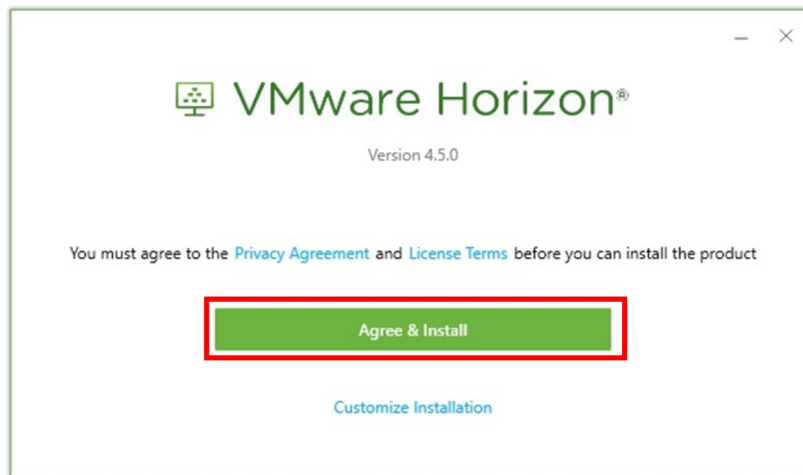 VMware Horizon®
Version 4.5.0
You must agree to the Privacy Agreement and License Terms before you can install the product
Agree & Install
Customize Installation